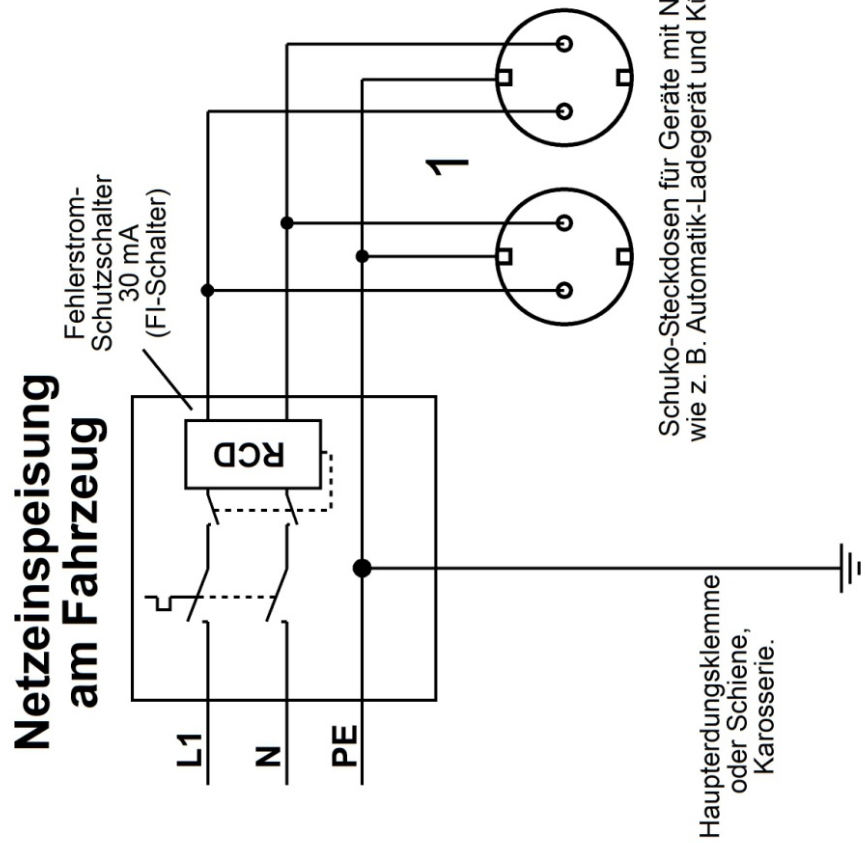 Netzeinspeisung
am Fahrzeug
Fehlerstrom-
Schutzschalter
30 mA
(FI-Schalter)
L1
N
PE
RCD
1
Schuko-Steckdosen für Geräte mit
wie z. B. Automatik-Ladegerät und
Haupterdungsklemme
oder Schiene,
Karosserie.